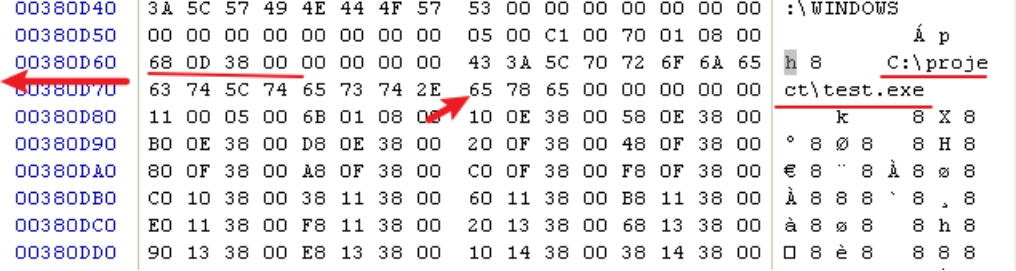 00380D40 3A 5C 57 49 4E 44 4F 57 53 00 00 00 00 00 00 00 :\WINDOWS
00380D50 00 00 00 00 00 00 00 00 05 00 C1 00 70 01 08 00 Á p
00380D60 68 0D 38 00 00 00 00 00 43 3A 5C 70 72 6F 6A 65 h 8 C:\proje
00380D70 63 74 5C 74 65 73 74 2E 65 78 65 00 00 00 00 00 ct\test.exe
00380D80 11 00 05 00 6B 01 08 00 10 0E 38 00 58 0E 38 00 k 8 X 8
00380D90 B0 0E 38 00 D8 0E 38 00 20 0F 38 00 48 0F 38 00 ° 8 Ø 8 8 H 8
00380DA0 80 0F 38 00 A8 0F 38 00 C0 0F 38 00 F8 0F 38 00 € 8 ¨ 8 À 8 ø 8
00380DB0 C0 10 38 00 38 11 38 00 60 11 38 00 B8 11 38 00 À 8 8 8 ` 8 ¸ 8
00380DC0 E0 11 38 00 F8 11 38 00 20 13 38 00 68 13 38 00 à 8 ø 8 8 h 8
00380DD0 90 13 38 00 E8 13 38 00 10 14 38 00 38 14 38 00 □ 8 è 8 8 8 8